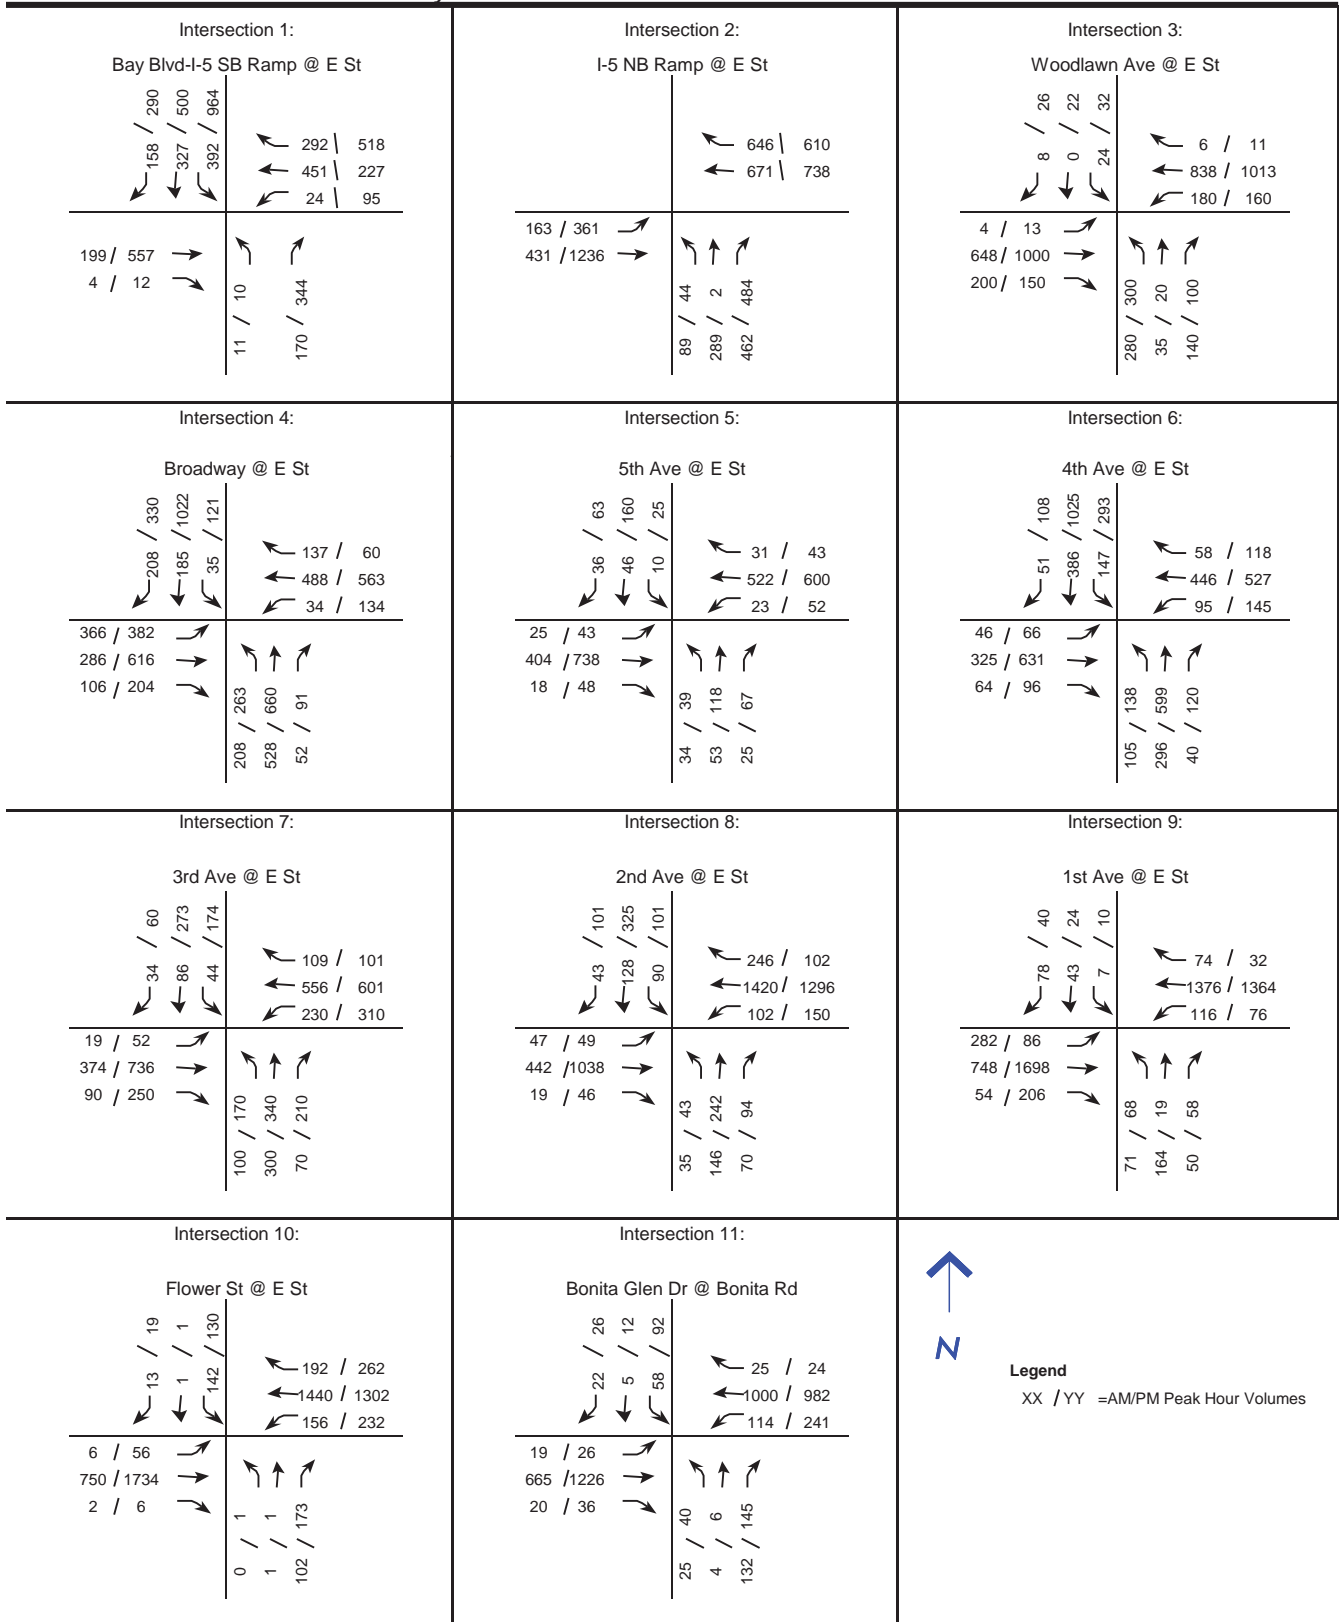 Intersection 1:
Bay Blvd-I-5 SB Ramp @ E St
290 500 964
/ / /
158 327 392
292 \ 518
451 \ 227
24 \ 95
199 / 557
4 / 12
10 344
/ /
11 170
Intersection 2:
I-5 NB Ramp @ E St
646 \ 610
671 \ 738
163 / 361
431 / 1236
44 2 484
/ / /
89 289 462
Intersection 3:
Woodlawn Ave @ E St
26 22 32
/ / /
8 0 24
6 / 11
838 / 1013
180 / 160
4 / 13
648 / 1000
200 / 150
300 20 100
/ / /
280 35 140
Intersection 4:
Broadway @ E St
330 1022 121
/ / /
208 185 35
137 / 60
488 / 563
34 / 134
366 / 382
286 / 616
106 / 204
263 660 91
/ / /
208 528 52
Intersection 5:
5th Ave @ E St
63 160 25
/ / /
36 46 10
31 / 43
522 / 600
23 / 52
25 / 43
404 / 738
18 / 48
39 118 67
/ / /
34 53 25
Intersection 6:
4th Ave @ E St
108 1025 293
/ / /
51 386 147
58 / 118
446 / 527
95 / 145
46 / 66
325 / 631
64 / 96
138 599 120
/ / /
105 296 40
Intersection 7:
3rd Ave @ E St
60 273 174
/ / /
34 86 44
109 / 101
556 / 601
230 / 310
19 / 52
374 / 736
90 / 250
170 340 210
/ / /
100 300 70
Intersection 8:
2nd Ave @ E St
101 325 101
/ / /
43 128 90
246 / 102
1420 / 1296
102 / 150
47 / 49
442 / 1038
19 / 46
43 242 94
/ / /
35 146 70
Intersection 9:
1st Ave @ E St
40 24 10
/ / /
78 43 7
74 / 32
1376 / 1364
116 / 76
282 / 86
748 / 1698
54 / 206
68 19 58
/ / /
71 164 50
Intersection 10:
Flower St @ E St
19 1 130
/ / /
13 1 142
192 / 262
1440 / 1302
156 / 232
6 / 56
750 / 1734
2 / 6
1 1 173
/ / /
0 1 102
Intersection 11:
Bonita Glen Dr @ Bonita Rd
26 12 92
/ / /
22 5 58
25 / 24
1000 / 982
114 / 241
19 / 26
665 / 1226
20 / 36
40 6 145
/ / /
25 4 132
N
Legend
XX / YY =AM/PM Peak Hour Volumes